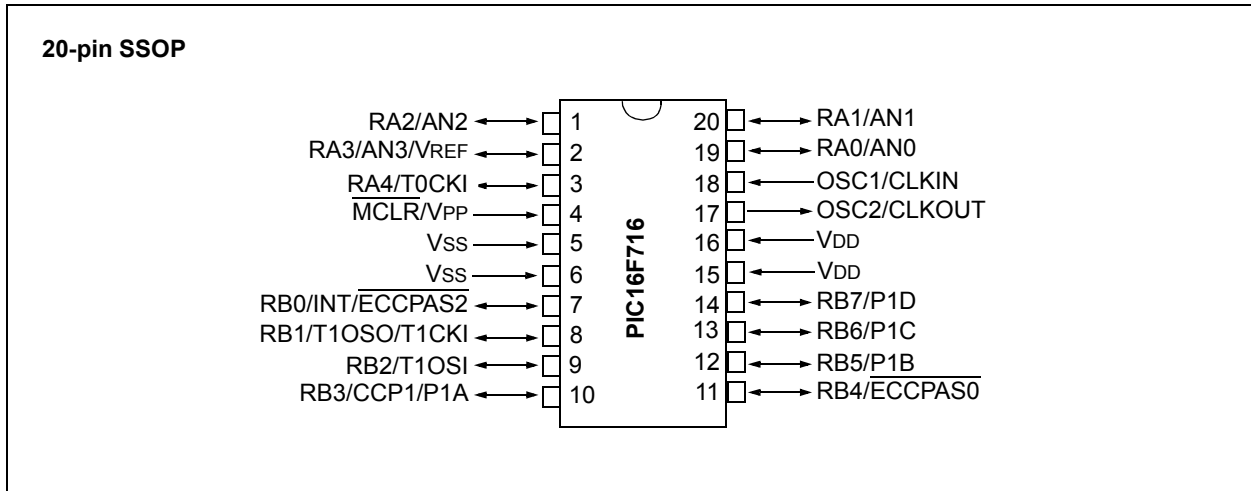 20-pin SSOP
RA2/AN2
RA3/AN3/VREF
RA4/T0CKI
MCLR/VPP
VSS
VSS
RB0/INT/ECCPAS2
RB1/T1OSO/T1CKI
RB2/T1OSI
RB3/CCP1/P1A
1
2
3
4
5
6
7
8
9
10
PIC16F716
20
19
18
17
16
15
14
13
12
11
RA1/AN1
RA0/AN0
OSC1/CLKIN
OSC2/CLKOUT
VDD
VDD
RB7/P1D
RB6/P1C
RB5/P1B
RB4/ECCPAS0